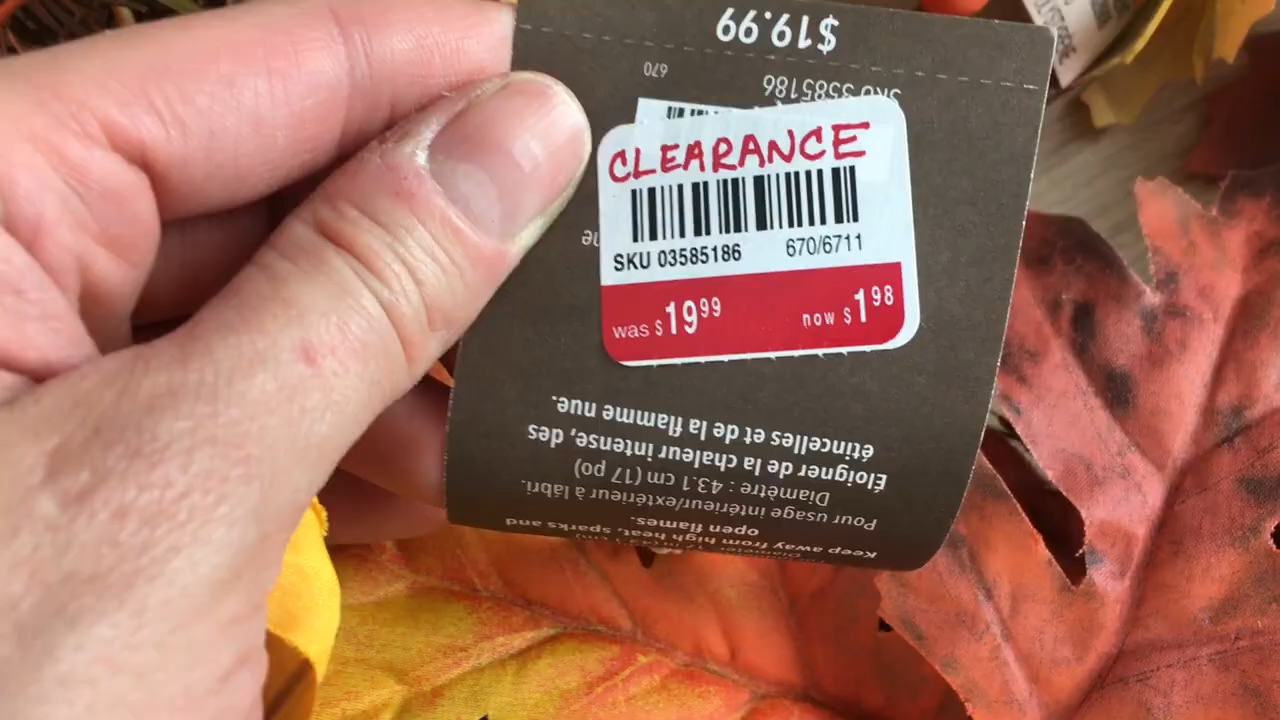 CLEARANCE
SKU 03585186 670/6711
was $19.99 now $1.98
$19.99
SKU 3585186
670
Keep away from high heat, sparks and
open flames.
Pour usage intérieur/extérieur à l'abri.
Diamètre : 43.1 cm (17 po)
Éloigner de la chaleur intense, des
étincelles et de la flamme nue.